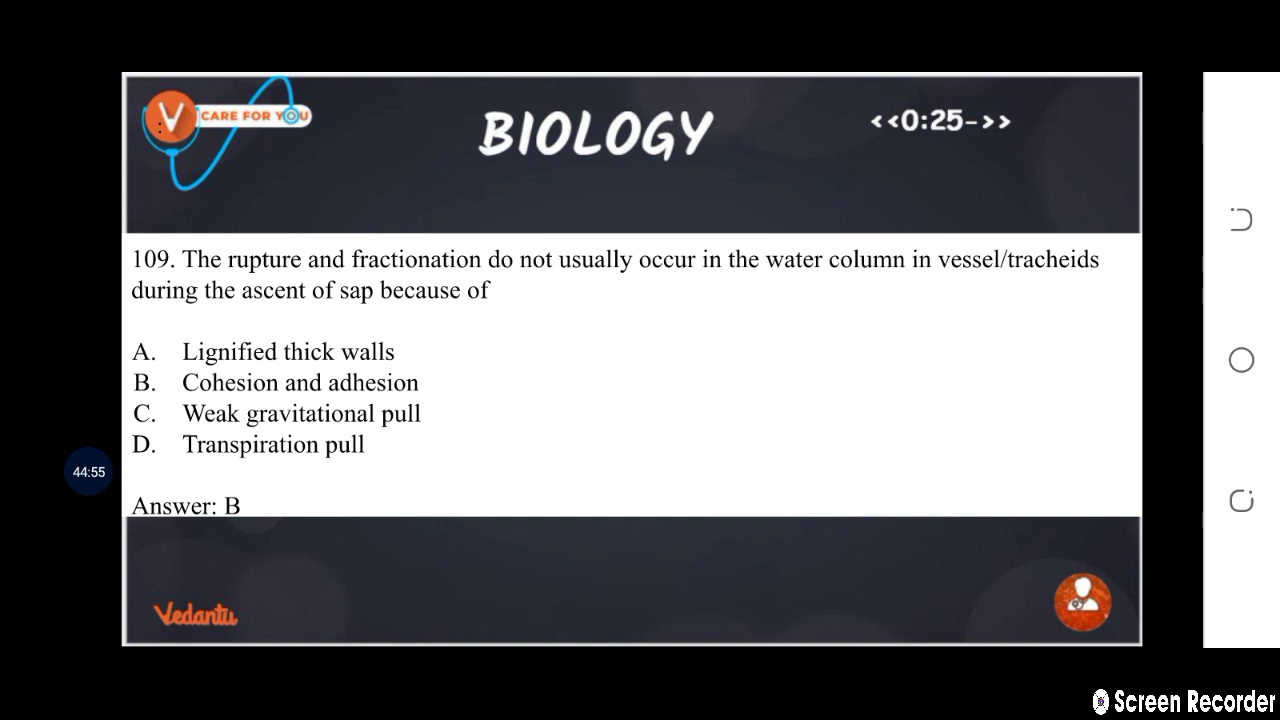 V CARE FOR YOU
BIOLOGY
<<0:25->>
109. The rupture and fractionation do not usually occur in the water column in vessel/tracheids
during the ascent of sap because of
A. Lignified thick walls
B. Cohesion and adhesion
C. Weak gravitational pull
D. Transpiration pull
44:55
Answer: B
Vedantu
Screen Recorder